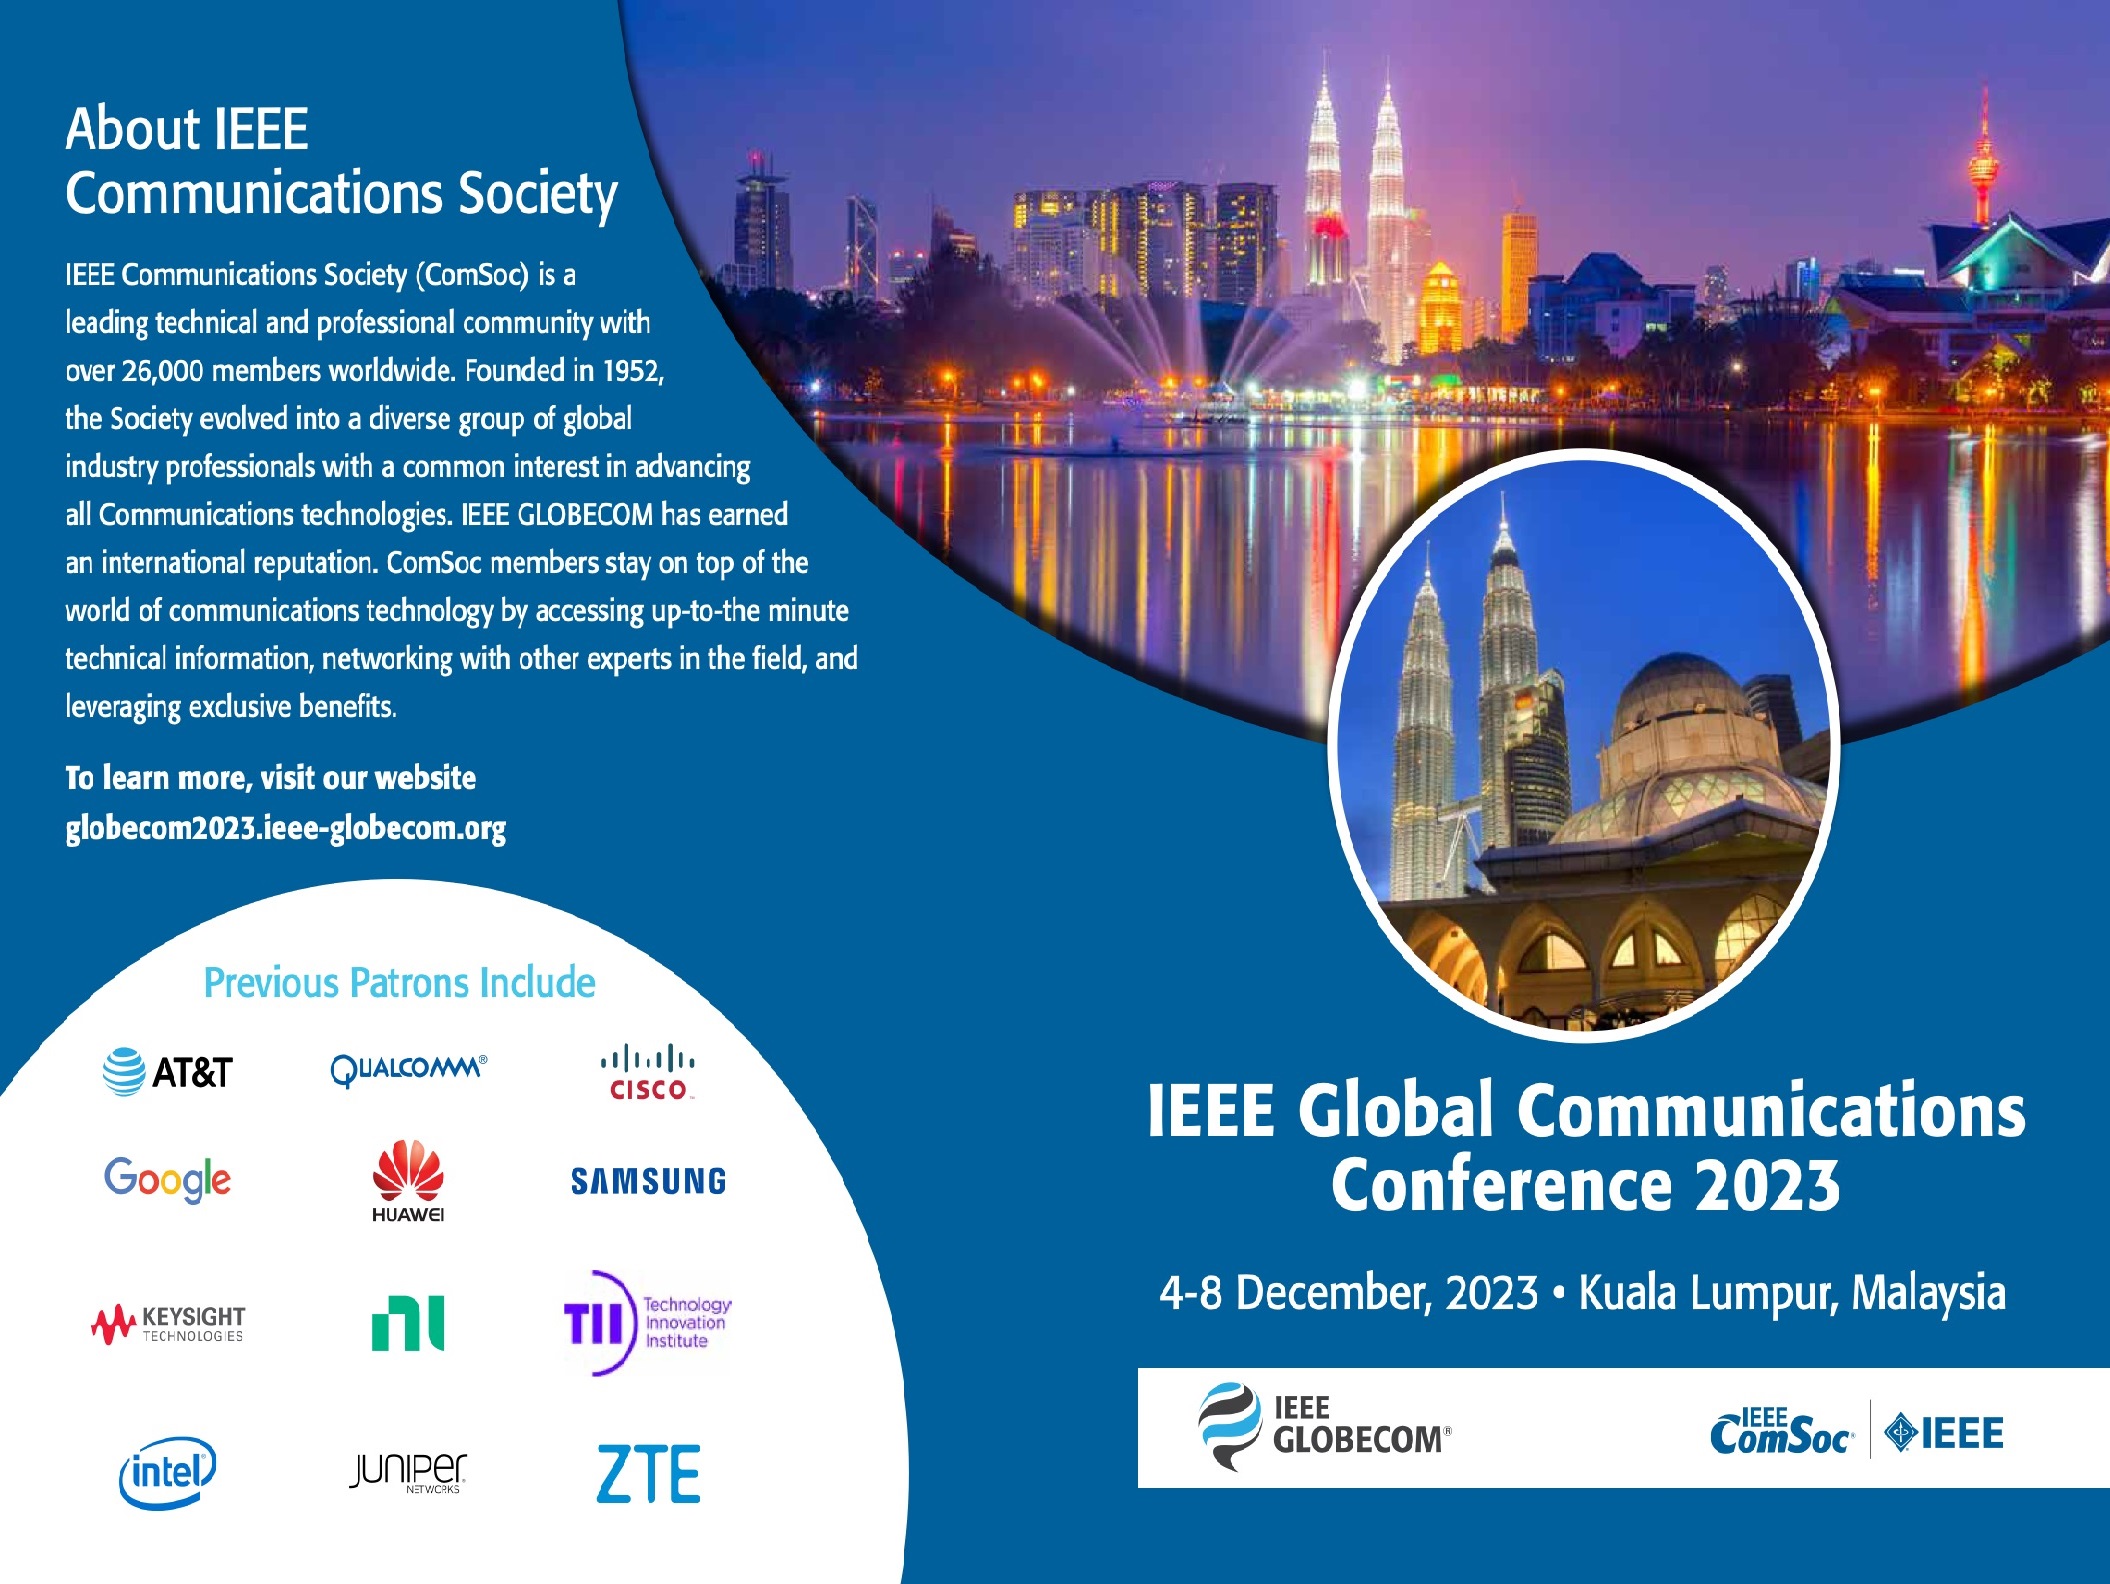 About IEEE
Communications Society
IEEE Communications Society (ComSoc) is a
leading technical and professional community with
over 26,000 members worldwide. Founded in 1952,
the Society evolved into a diverse group of global
industry professionals with a common interest in advancing
all Communications technologies. IEEE GLOBECOM has earned
an international reputation. ComSoc members stay on top of the
world of communications technology by accessing up-to-the minute
technical information, networking with other experts in the field, and
leveraging exclusive benefits.
To learn more, visit our website
globecom2023.ieee-globecom.org
Previous Patrons Include
AT&T
QUALCOMM®
CISCO™
Google
HUAWEI
SAMSUNG
KEYSIGHT
TECHNOLOGIES
nI
TII
Technology
Innovation
Institute
intel®
JUNIPEr®
NETWORKS
ZTE
IEEE Global Communications
Conference 2023
4-8 December, 2023 • Kuala Lumpur, Malaysia
IEEE
GLOBECOM®
IEEE
ComSoc®
IEEE